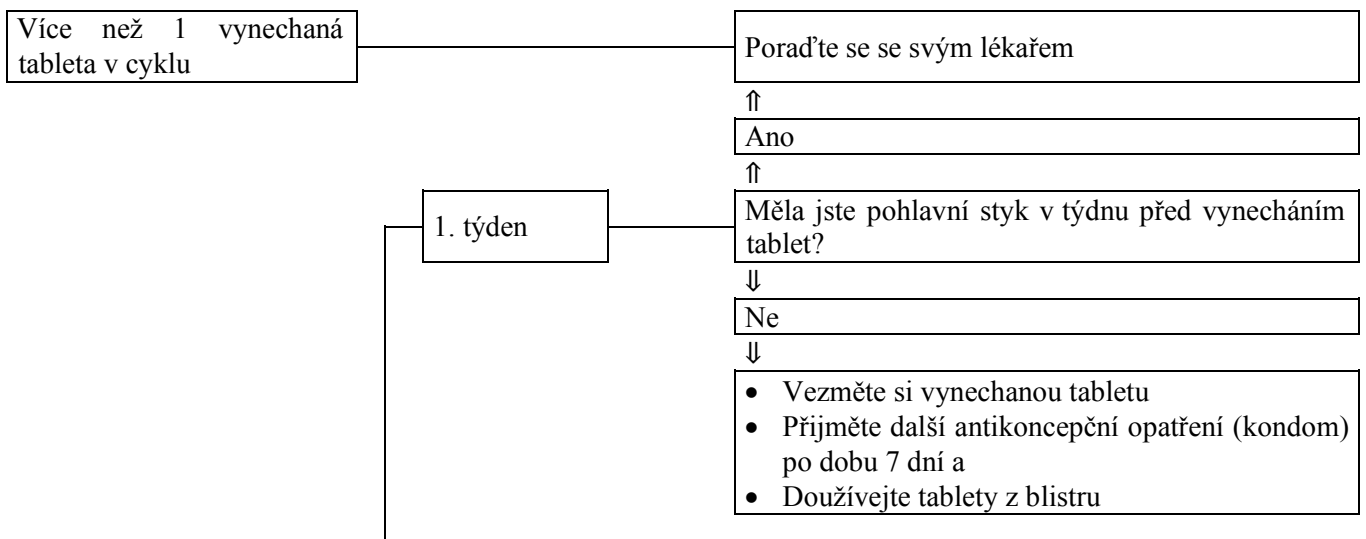 Více než 1 vynechaná
tableta v cyklu
Poraďte se se svým lékařem
⇑
Ano
⇑
1. týden
Měla jste pohlavní styk v týdnu před vynecháním
tablet?
⇓
Ne
⇓
• Vezměte si vynechanou tabletu
• Přijměte další antikoncepční opatření (kondom)
po dobu 7 dní a
• Doužívejte tablety z blistru